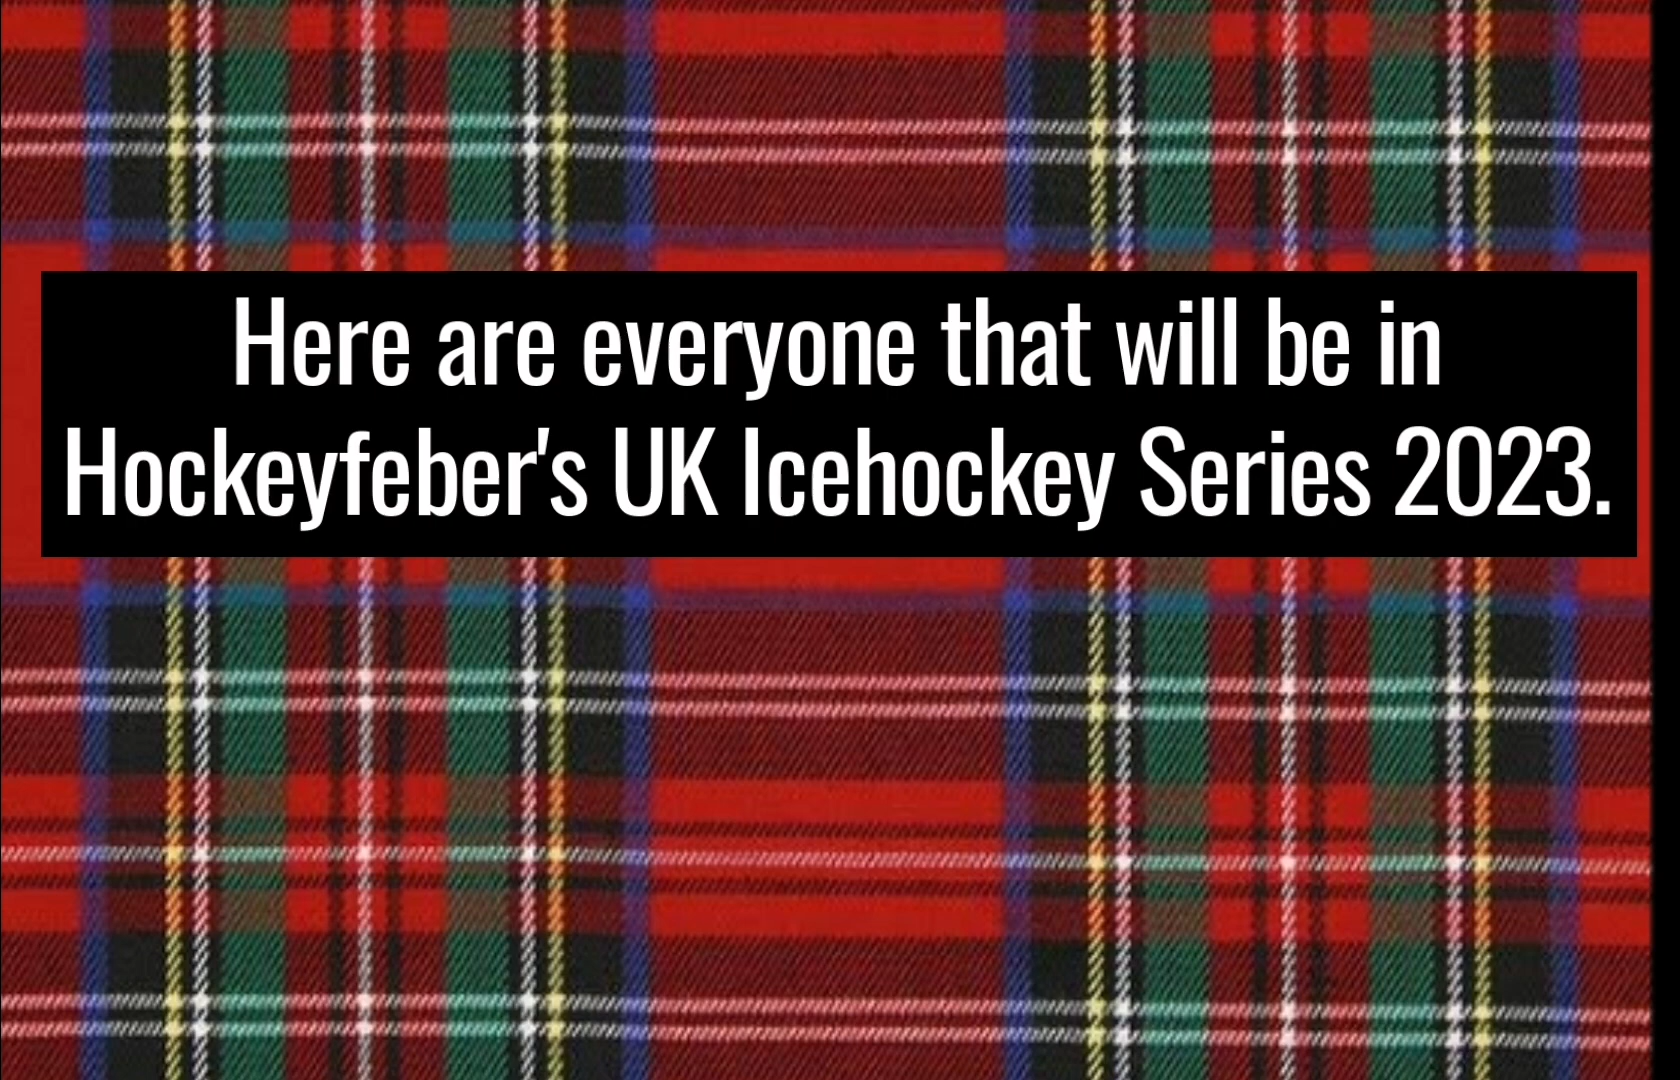 Here are everyone that will be in
Hockeyfeber's UK Icehockey Series 2023.